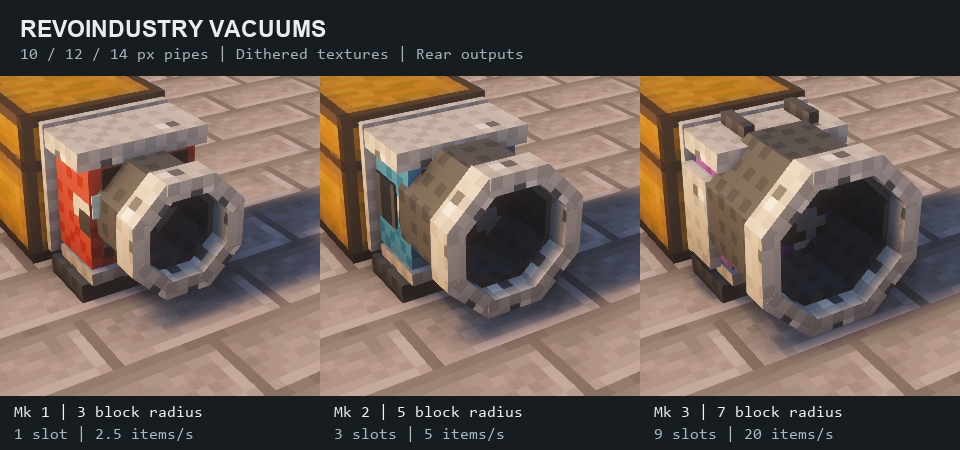 REVOINDUSTRY VACUUMS
10 / 12 / 14 px pipes | Dithered textures | Rear outputs
Mk 1 | 3 block radius
1 slot | 2.5 items/s
Mk 2 | 5 block radius
3 slots | 5 items/s
Mk 3 | 7 block radius
9 slots | 20 items/s